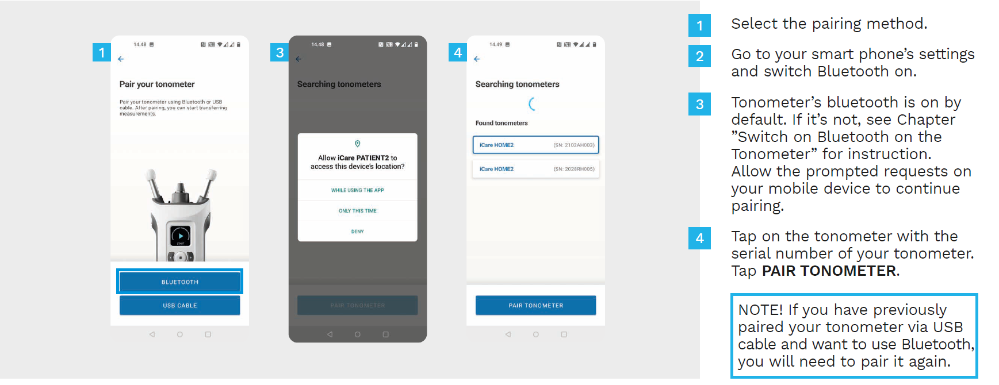 1
14.48
Pair your tonometer
Pair your tonometer using Bluetooth or USB
cable. After pairing, you can start transferring
measurements.
START
BLUETOOTH
USB CABLE
3
14.48
Searching tonometers
Allow iCare PATIENT2 to
access this device's location?
WHILE USING THE APP
ONLY THIS TIME
DENY
PAIR TONOMETER
4
14.49
Searching tonometers
Found tonometers
iCare HOME2 (SN: 2102AH003)
iCare HOME2 (SN: 2028RH005)
PAIR TONOMETER
1 Select the pairing method.
2 Go to your smart phone’s settings
and switch Bluetooth on.
3 Tonometer’s bluetooth is on by
default. If it’s not, see Chapter
”Switch on Bluetooth on the
Tonometer” for instruction.
Allow the prompted requests on
your mobile device to continue
pairing.
4 Tap on the tonometer with the
serial number of your tonometer.
Tap PAIR TONOMETER.
NOTE! If you have previously
paired your tonometer via USB
cable and want to use Bluetooth,
you will need to pair it again.